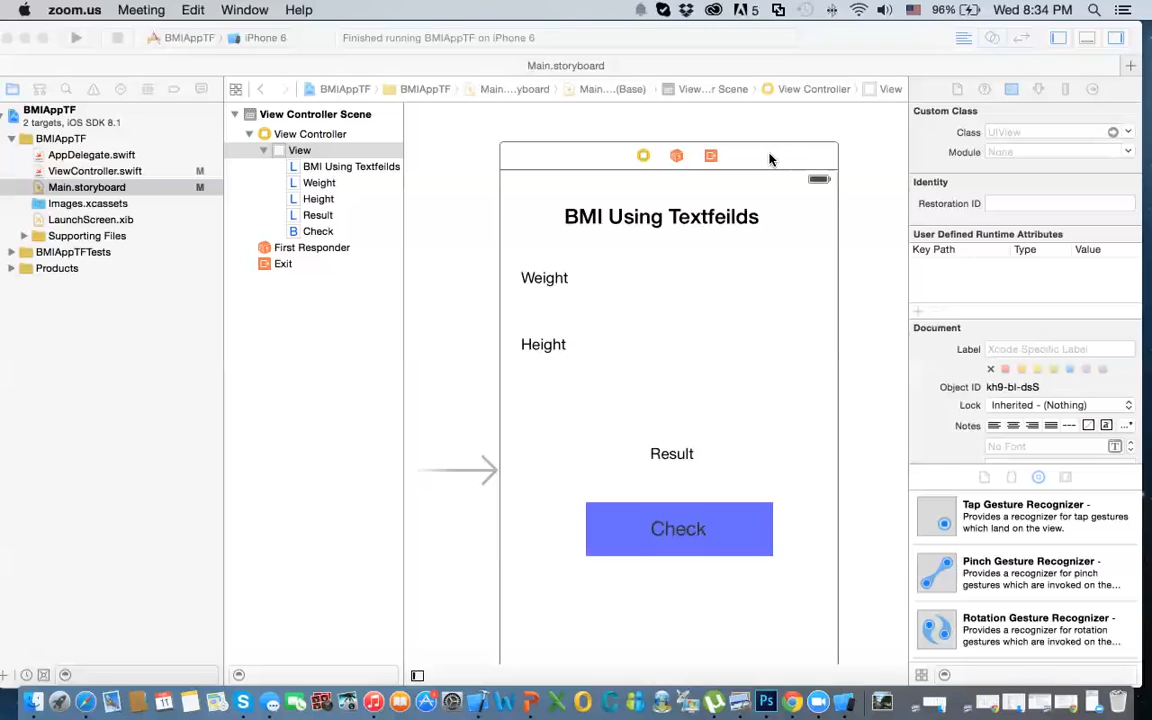 zoom.us Meeting Edit Window Help 5 96% Wed 8:34 PM
BMIAppTF iPhone 6 Finished running BMIAppTF on iPhone 6
Main.storyboard
BMIAppTF BMIAppTF Main....yboard Main....(Base) View...r Scene View Controller View
BMIAppTF
2 targets, iOS SDK 8.1
BMIAppTF
AppDelegate.swift
ViewController.swift M
Main.storyboard M
Images.xcassets
LaunchScreen.xib
Supporting Files
BMIAppTFTests
Products
View Controller Scene
View Controller
View
L BMI Using Textfeilds
L Weight
L Height
L Result
B Check
First Responder
Exit
BMI Using Textfeilds
Weight
Height
Result
Check
Custom Class
Class UIView
Module None
Identity
Restoration ID
User Defined Runtime Attributes
Key Path Type Value
Document
Label Xcode Specific Label
Object ID kh9-bl-dsS
Lock Inherited - (Nothing)
Notes
No Font
Tap Gesture Recognizer -
Provides a recognizer for tap gestures
which land on the view.
Pinch Gesture Recognizer -
Provides a recognizer for pinch
gestures which are invoked on the...
Rotation Gesture Recognizer -
Provides a recognizer for rotation
gestures which are invoked on the...